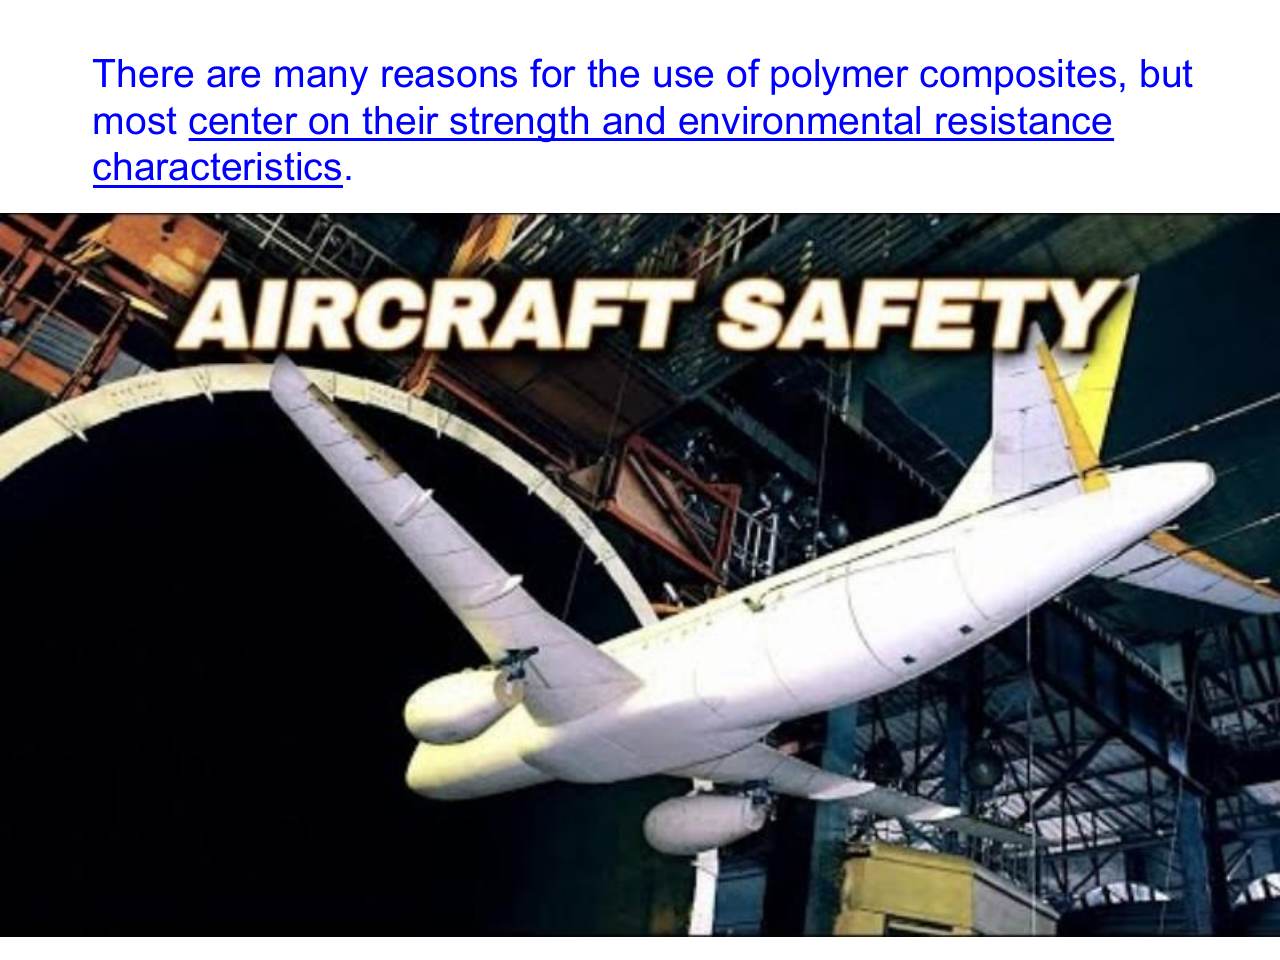 There are many reasons for the use of polymer composites, but
most center on their strength and environmental resistance
characteristics.
AIRCRAFT SAFETY